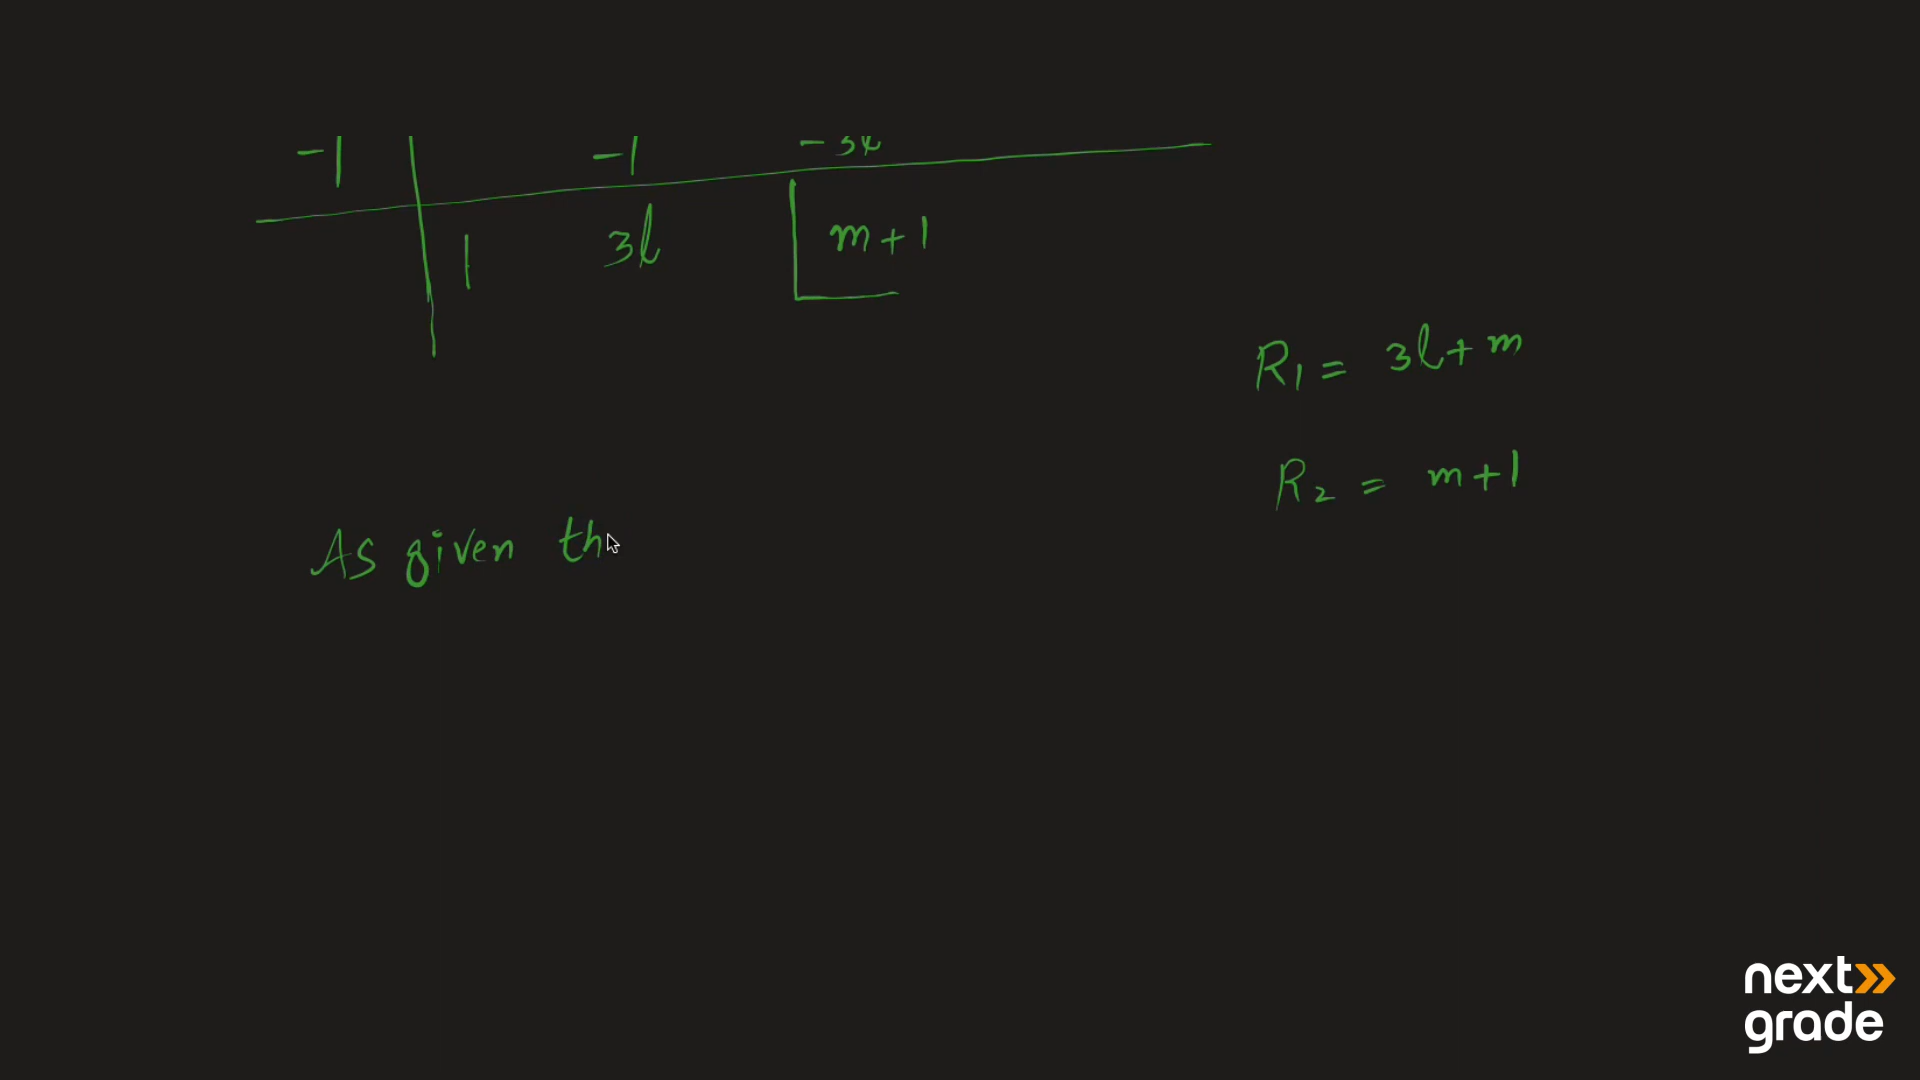 -1 -1
1 3l m+1
R₁ = 3l+m
R₂ = m+1
As given th
next
grade